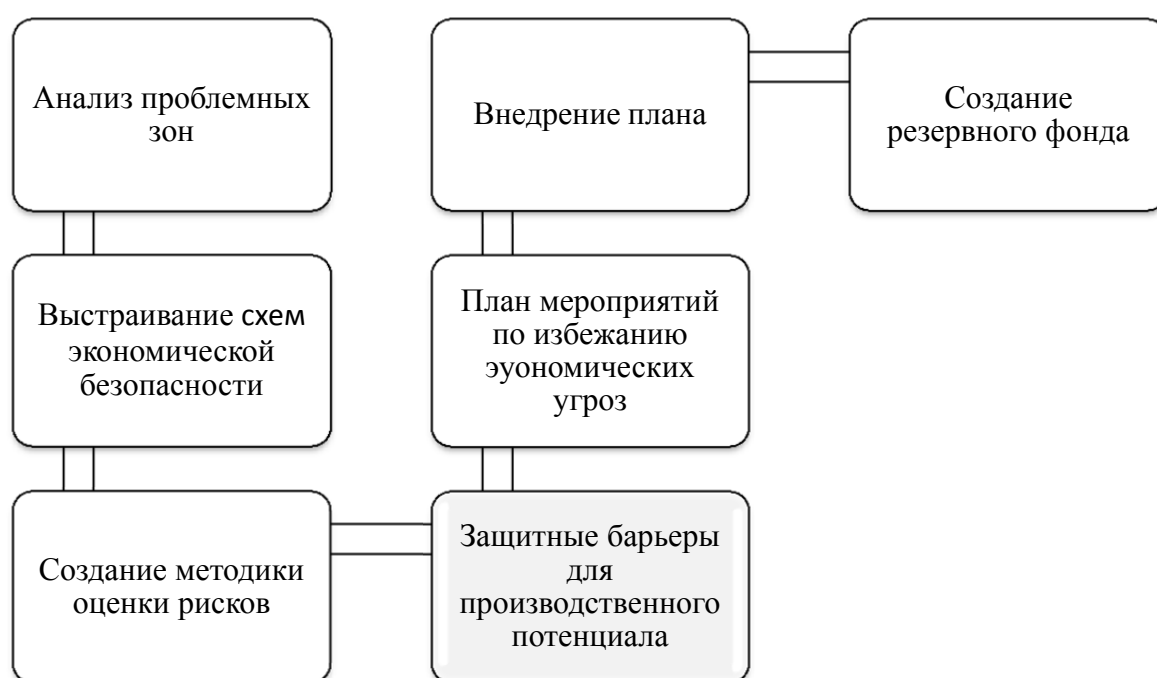 Анализ проблемных
зон
Выстраивание схем
экономической
безопасности
Создание методики
оценки рисков
Защитные барьеры
для
производственного
потенциала
План мероприятий
по избежанию
эуономических
угроз
Внедрение плана
Создание
резервного фонда